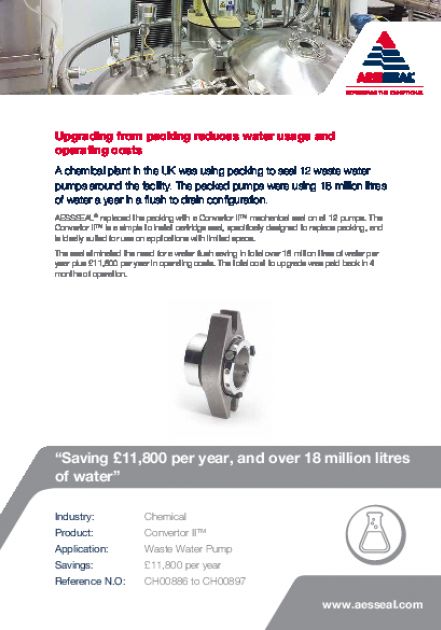 AESSEAL®
Upgrading from packing reduces water usage and
operating costs
A chemical plant in the UK was using packing to seal 12 waste water
pumps around the facility. The packed pumps were using 18 million litres
of water a year in a flush to drain configuration.
AESSEAL® replaced the packing with a Convertor II™ mechanical seal on all 12 pumps. The
Convertor II™ is a simple to install cartridge seal, specifically designed to replace packing, and
is ideally suited for use on applications with limited space.
The seal eliminated the need for a water flush saving in total over 18 million litres of water per
year plus £11,800 per year in operating costs. The total cost to upgrade was paid back in 4
months of operation.
“Saving £11,800 per year, and over 18 million litres
of water”
Industry: Chemical
Product: Convertor II™
Application: Waste Water Pump
Savings: £11,800 per year
Reference N.O: CH00886 to CH00897
www.aesseal.com